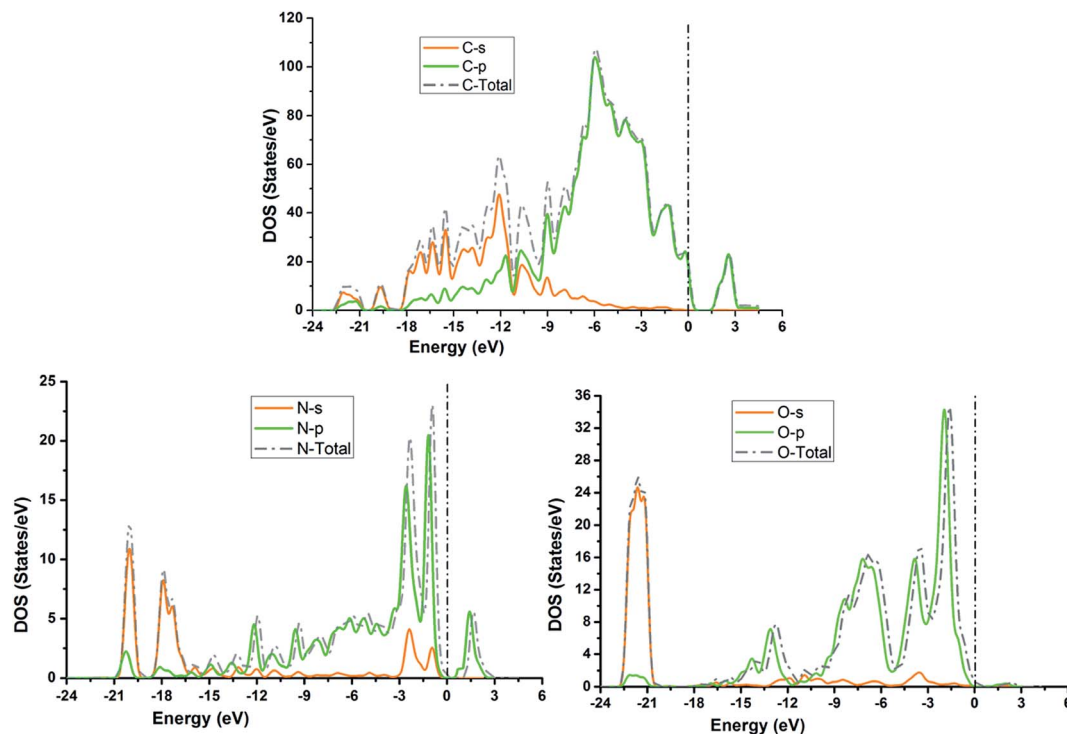 120
100
80
60
40
20
0
DOS (States/eV)
C-s
C-p
C-Total
-24 -21 -18 -15 -12 -9 -6 -3 0 3 6
Energy (eV)
25
20
15
10
5
0
DOS (States/eV)
N-s
N-p
N-Total
-24 -21 -18 -15 -12 -9 -6 -3 0 3 6
Energy (eV)
36
32
28
24
20
16
12
8
4
0
DOS (States/eV)
O-s
O-p
O-Total
-24 -21 -18 -15 -12 -9 -6 -3 0 3 6
Energy (eV)